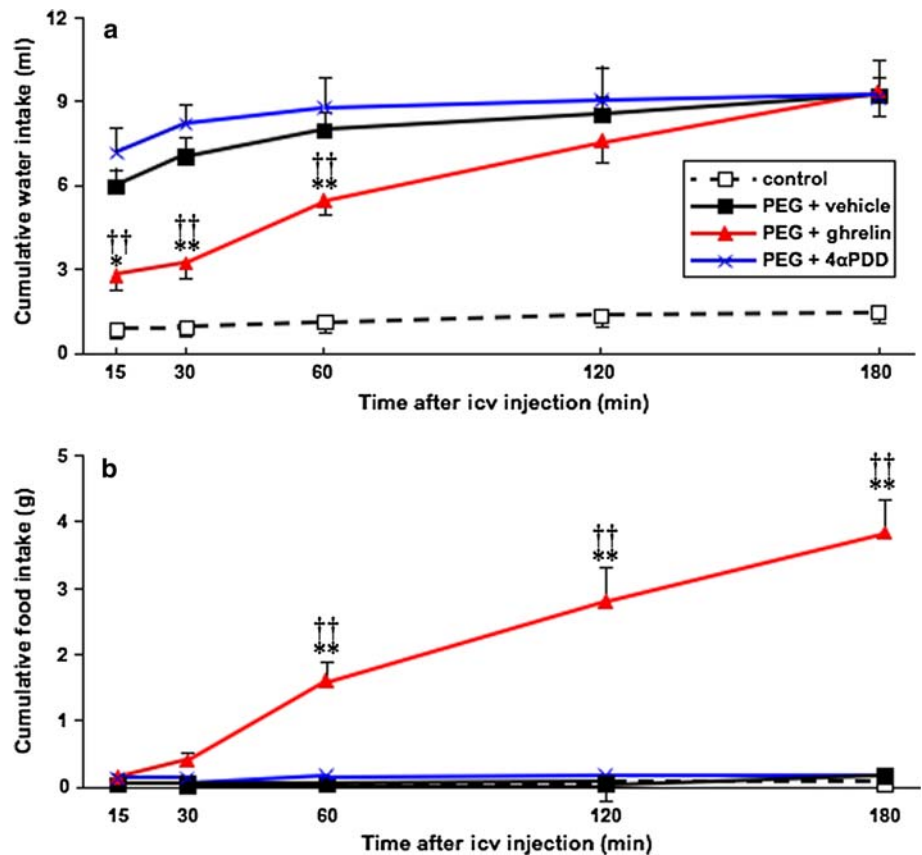 a
12
9
6
3
0
Cumulative water intake (ml)
††
*
††
**
††
**
control
PEG + vehicle
PEG + ghrelin
PEG + 4αPDD
15 30 60 120 180
Time after icv injection (min)
b
5
4
3
2
1
0
Cumulative food intake (g)
††
**
††
**
††
**
15 30 60 120 180
Time after icv injection (min)